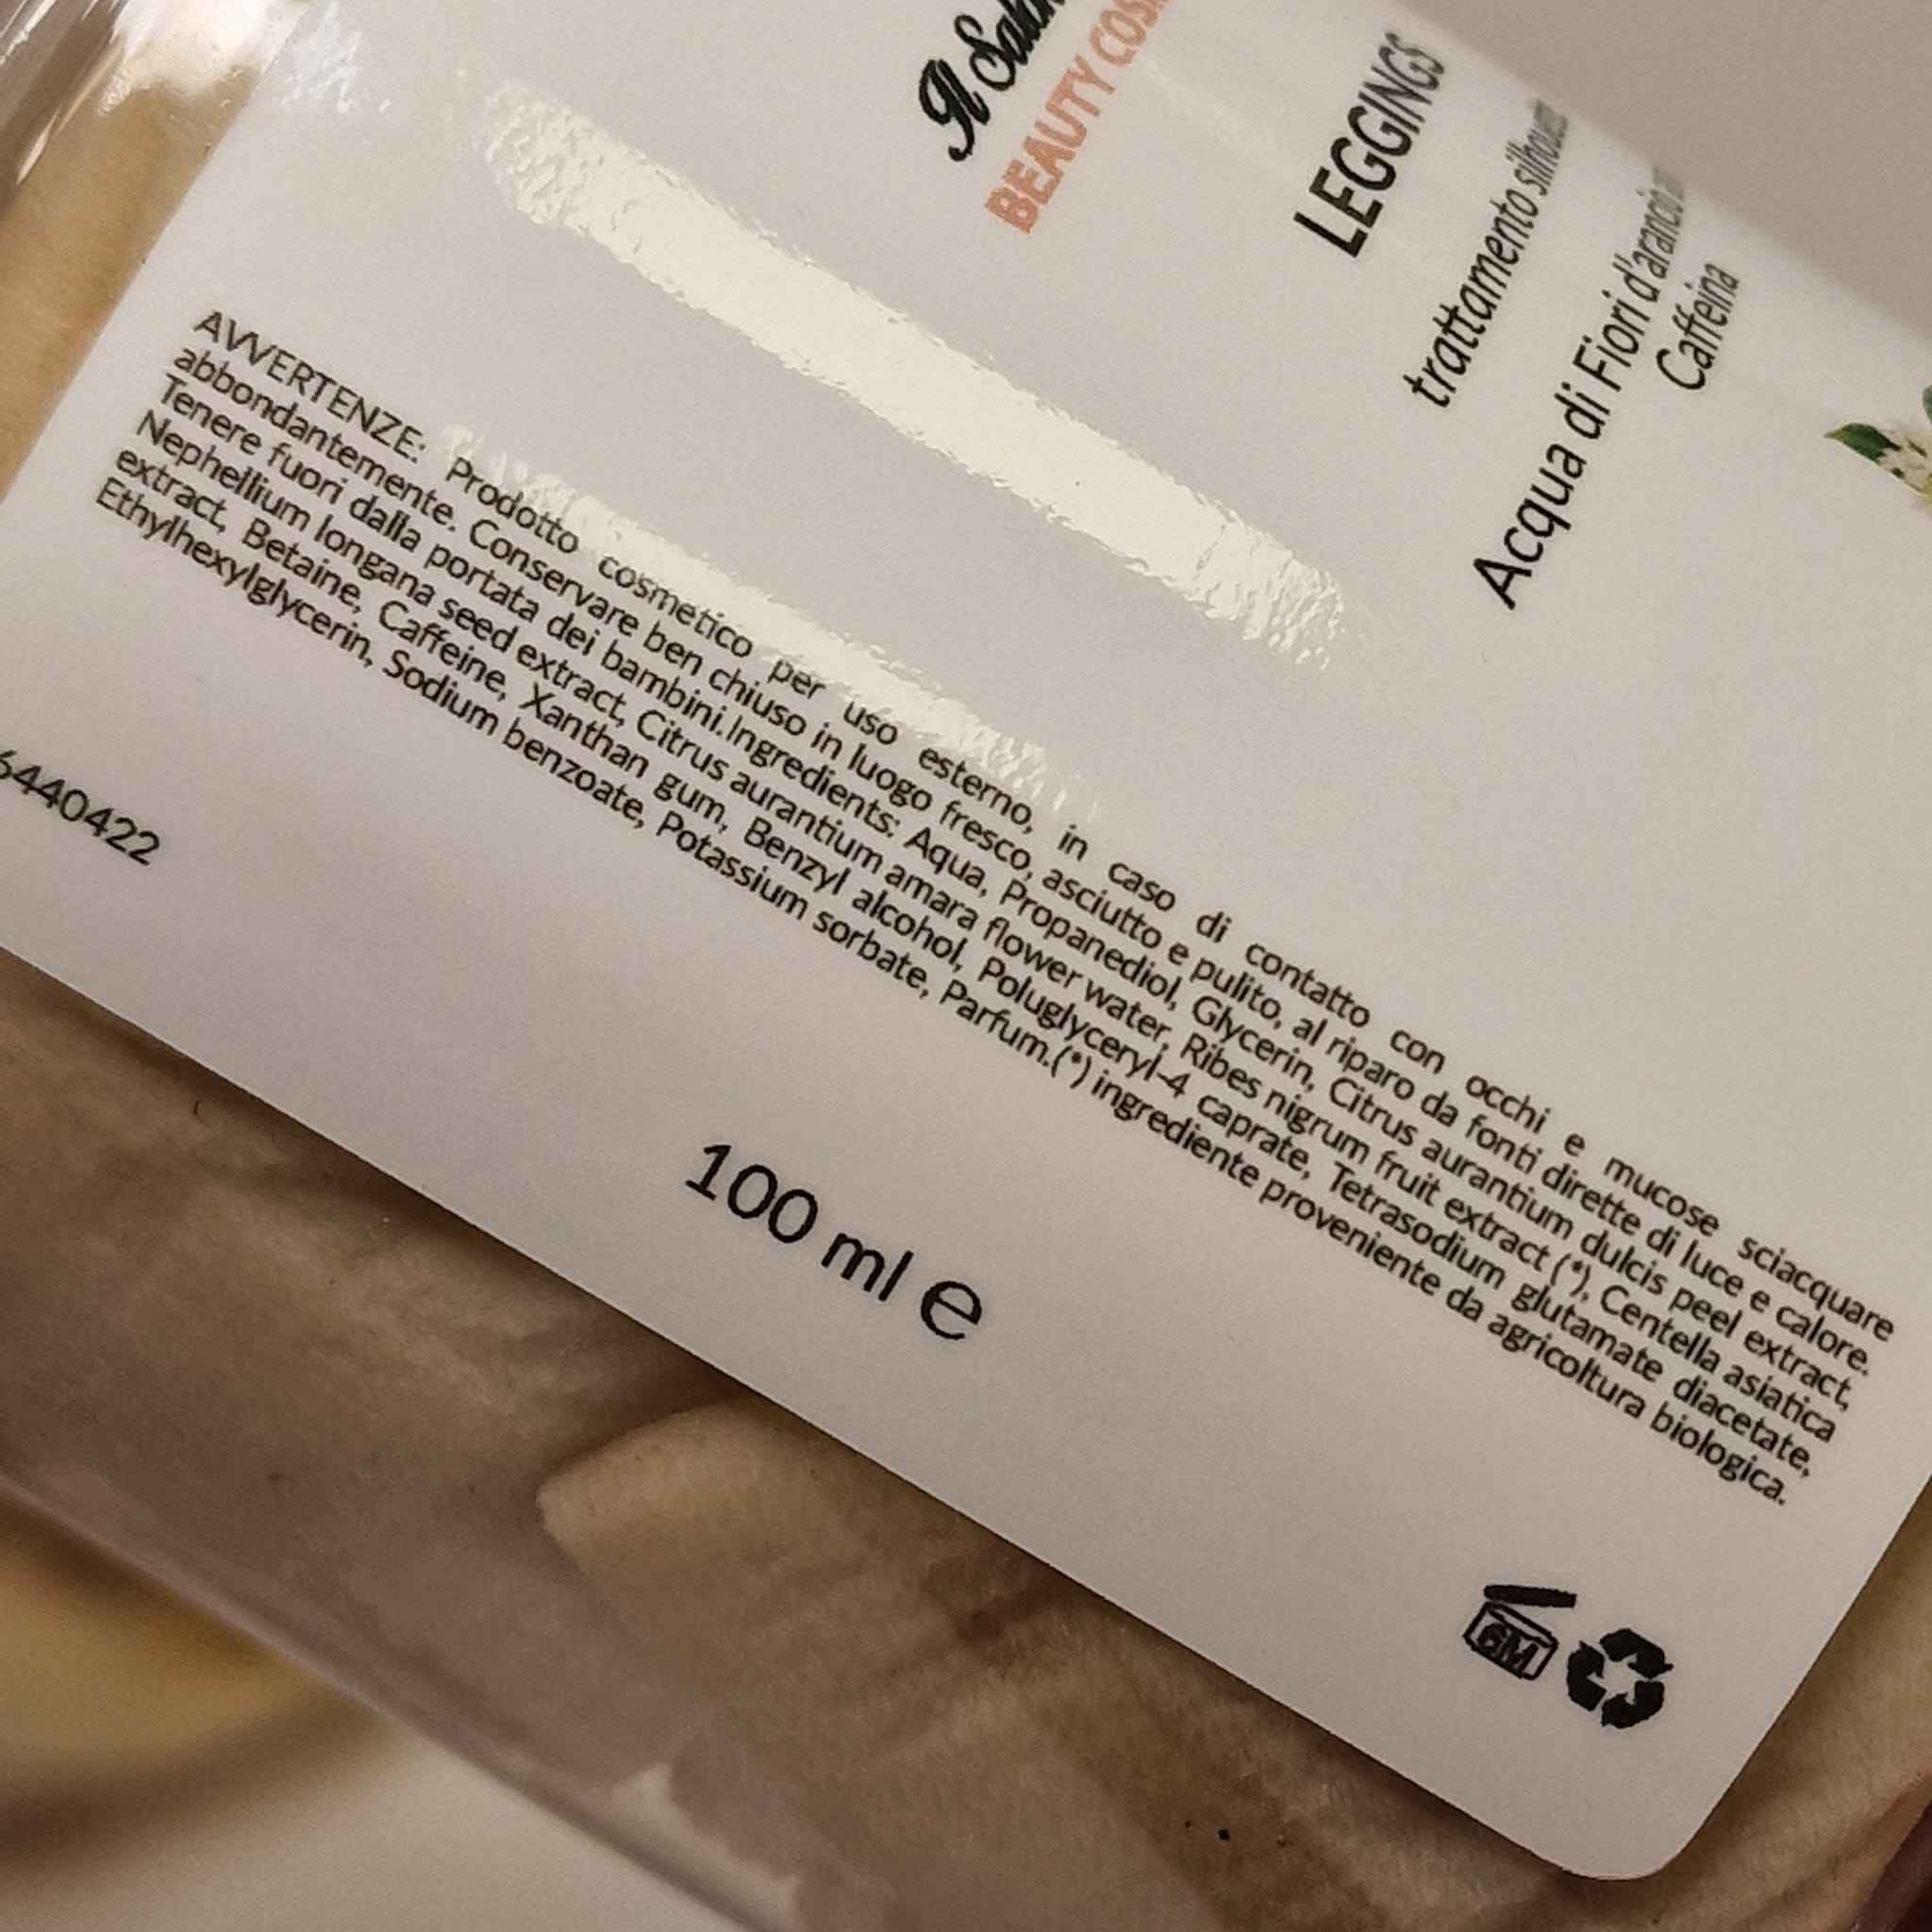 Il
BEAUTY
LEGGINGS
trattamento
Acqua di Fiori d'arancio
Caffeina
AVVERTENZE: Prodotto cosmetico per uso esterno, in caso di contatto con occhi e mucose sciacquare
abbondantemente. Conservare ben chiuso in luogo fresco, asciutto e pulito, al riparo da fonti dirette di luce e calore.
Tenere fuori dalla portata dei bambini.Ingredients: Aqua, Propanediol, Glycerin, Citrus aurantium dulcis peel extract,
Nephellium longana seed extract, Citrus aurantium amara flower water, Ribes nigrum fruit extract (*), Centella asiatica
extract, Betaine, Caffeine, Xanthan gum, Benzyl alcohol, Poluglyceryl-4 caprate, Tetrasodium glutamate diacetate,
Ethylhexylglycerin, Sodium benzoate, Potassium sorbate, Parfum.(*) ingrediente proveniente da agricoltura biologica.
6440422
100 ml e
6M